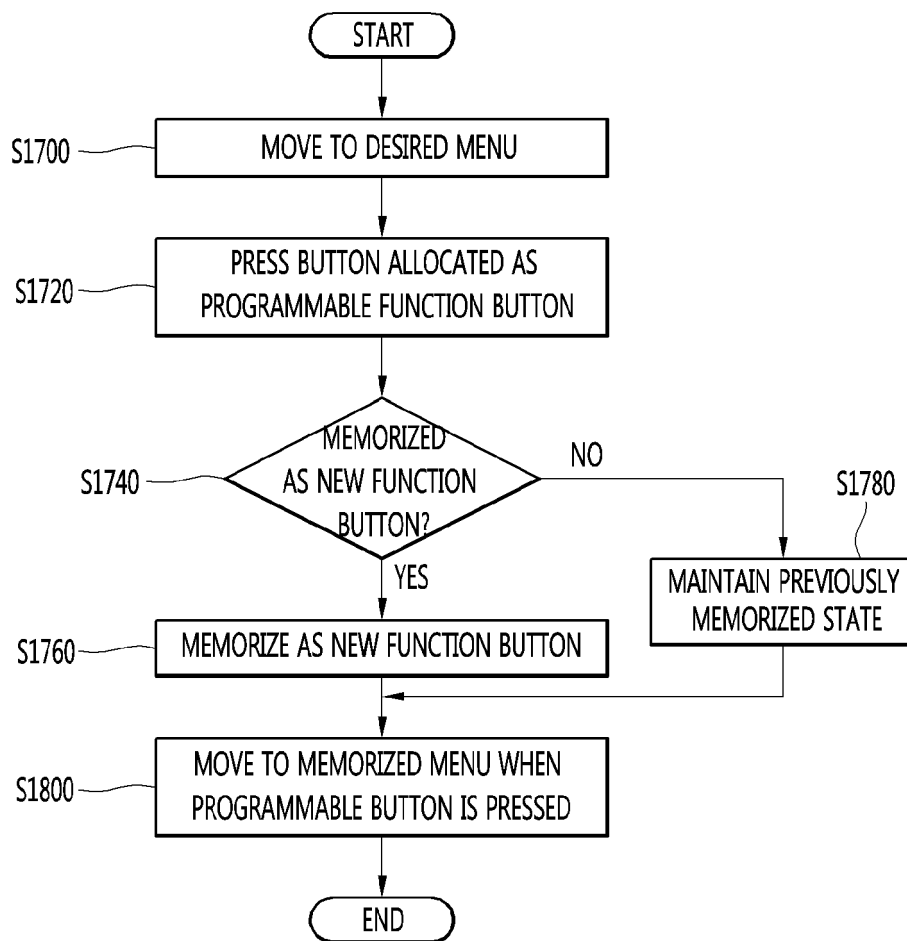 START
S1700
MOVE TO DESIRED MENU
S1720
PRESS BUTTON ALLOCATED AS
PROGRAMMABLE FUNCTION BUTTON
S1740
MEMORIZED
AS NEW FUNCTION
BUTTON?
NO
YES
S1780
MAINTAIN PREVIOUSLY
MEMORIZED STATE
S1760
MEMORIZE AS NEW FUNCTION BUTTON
S1800
MOVE TO MEMORIZED MENU WHEN
PROGRAMMABLE BUTTON IS PRESSED
END